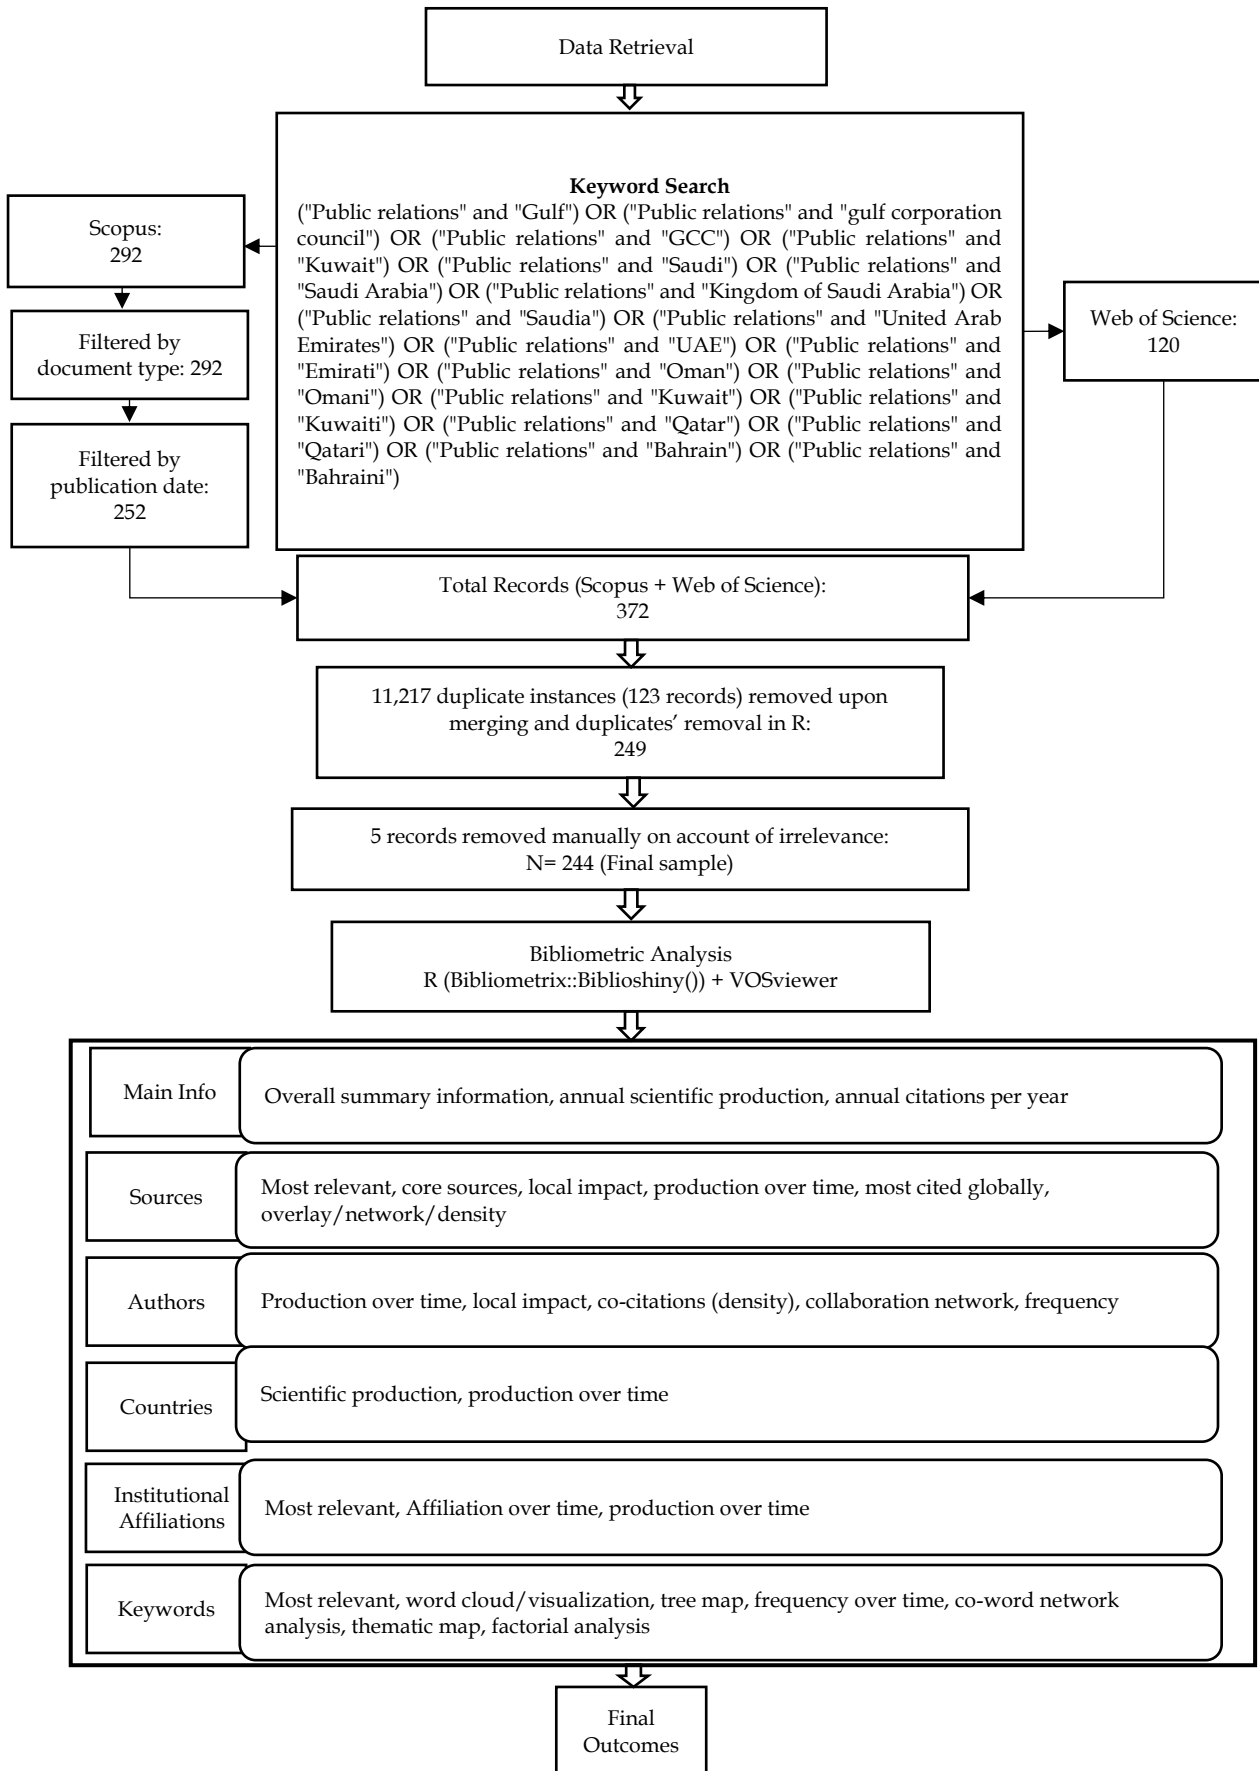 Data Retrieval
Keyword Search
("Public relations" and "Gulf") OR ("Public relations" and "gulf corporation
council") OR ("Public relations" and "GCC") OR ("Public relations" and
"Kuwait") OR ("Public relations" and "Saudi") OR ("Public relations" and
"Saudi Arabia") OR ("Public relations" and "Kingdom of Saudi Arabia") OR
("Public relations" and "Saudia") OR ("Public relations" and "United Arab
Emirates") OR ("Public relations" and "UAE") OR ("Public relations" and
"Emirati") OR ("Public relations" and "Oman") OR ("Public relations" and
"Omani") OR ("Public relations" and "Kuwait") OR ("Public relations" and
"Kuwaiti") OR ("Public relations" and "Qatar") OR ("Public relations" and
"Qatari") OR ("Public relations" and "Bahrain") OR ("Public relations" and
"Bahraini")
Scopus:
292
Filtered by
document type: 292
Filtered by
publication date:
252
Web of Science:
120
Total Records (Scopus + Web of Science):
372
11,217 duplicate instances (123 records) removed upon
merging and duplicates’ removal in R:
249
5 records removed manually on account of irrelevance:
N= 244 (Final sample)
Bibliometric Analysis
R (Bibliometrix::Biblioshiny()) + VOSviewer
Main Info
Overall summary information, annual scientific production, annual citations per year
Sources
Most relevant, core sources, local impact, production over time, most cited globally,
overlay/network/density
Authors
Production over time, local impact, co-citations (density), collaboration network, frequency
Countries
Scientific production, production over time
Institutional
Affiliations
Most relevant, Affiliation over time, production over time
Keywords
Most relevant, word cloud/visualization, tree map, frequency over time, co-word network
analysis, thematic map, factorial analysis
Final
Outcomes